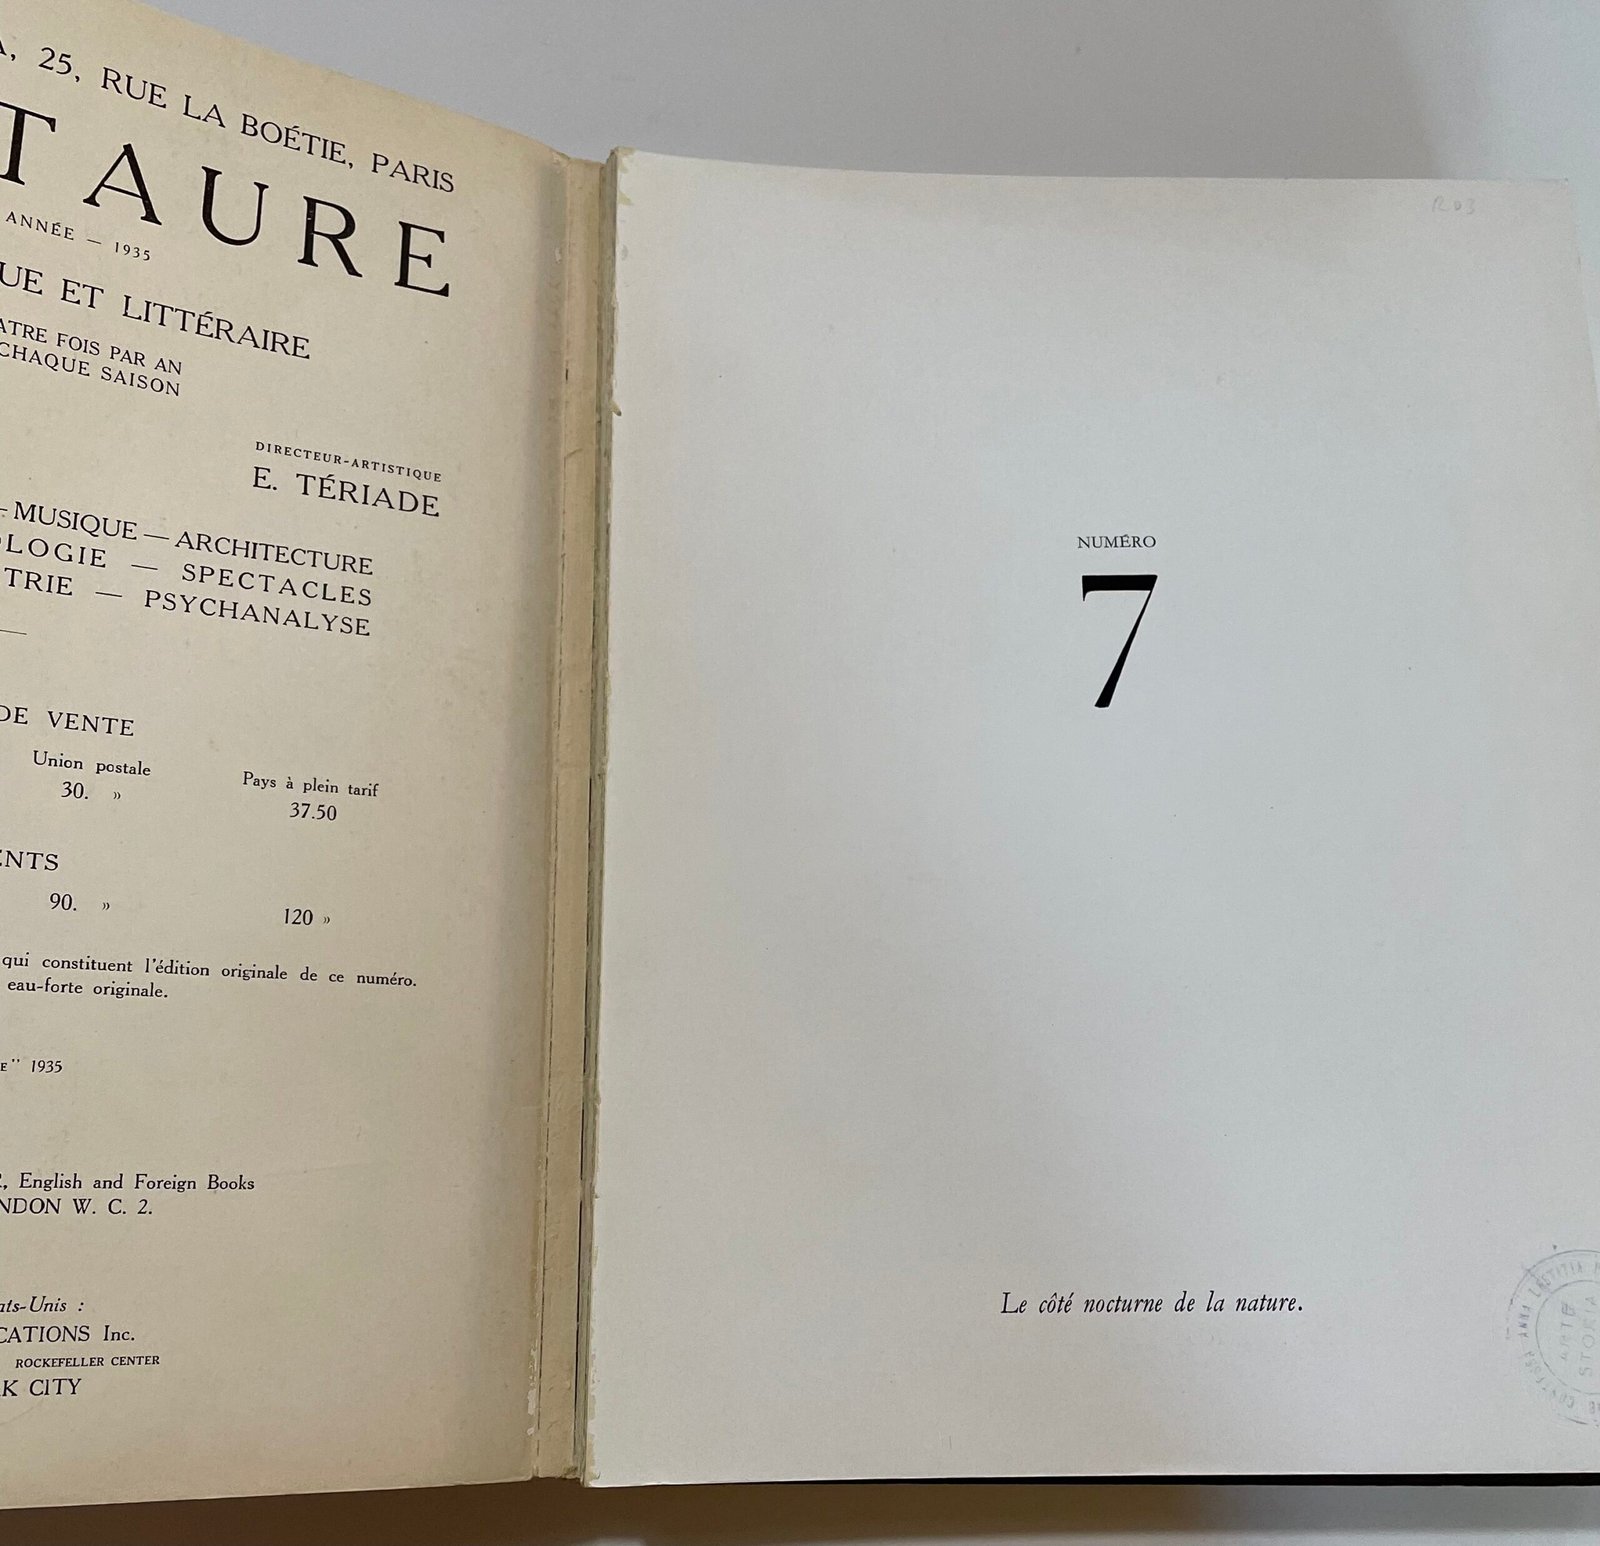 25, RUE LA BOÉTIE, PARIS
TAURE
ANNÉE — 1935
UE ET LITTÉRAIRE
ATRE FOIS PAR AN
CHAQUE SAISON
DIRECTEUR-ARTISTIQUE
E. TÉRIADE
— MUSIQUE — ARCHITECTURE
OLOGIE — SPECTACLES
TRIE — PSYCHANALYSE
DE VENTE
Union postale Pays à plein tarif
30. » 37.50
ENTS
90. » 120 »
qui constituent l'édition originale de ce numéro.
eau-forte originale.
E" 1935
R, English and Foreign Books
NDON W. C. 2.
ats-Unis :
CATIONS Inc.
ROCKEFELLER CENTER
K CITY
R03
NUMÉRO
7
Le côté nocturne de la nature.
ANNA LÆTITIA